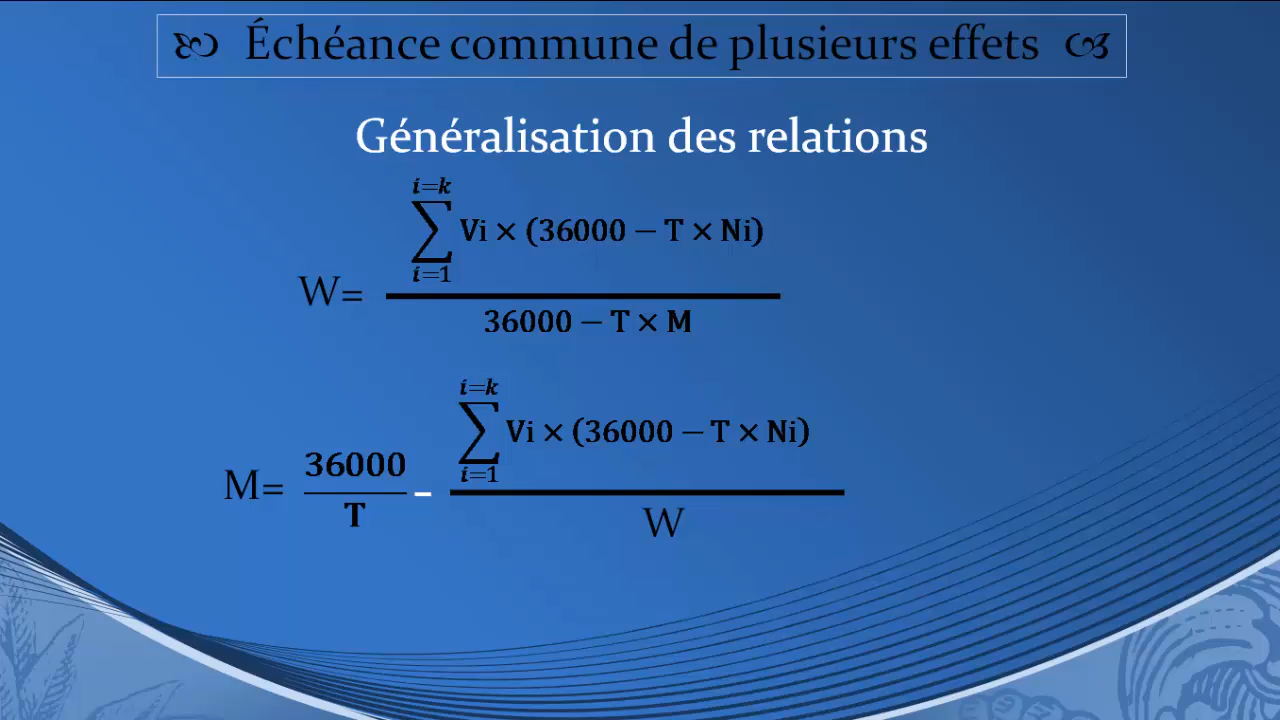 Échéance commune de plusieurs effets
Généralisation des relations
i=k
∑ Vi × (36000 − T × Ni)
i=1
W=
36000 − T × M
i=k
∑ Vi × (36000 − T × Ni)
i=1
M= 36000 -
T
W